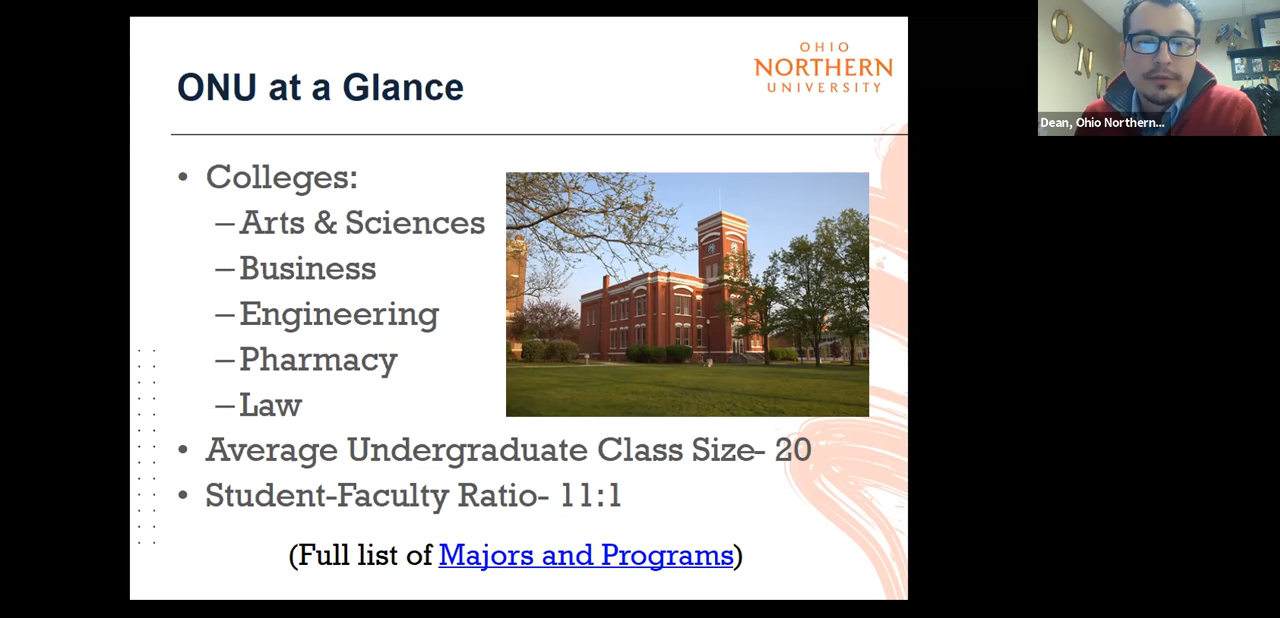 ONU at a Glance
OHIO
NORTHERN
UNIVERSITY
• Colleges:
–Arts & Sciences
–Business
–Engineering
–Pharmacy
–Law
• Average Undergraduate Class Size- 20
• Student-Faculty Ratio- 11:1
(Full list of Majors and Programs)
O
N
U
Dean, Ohio Northern...